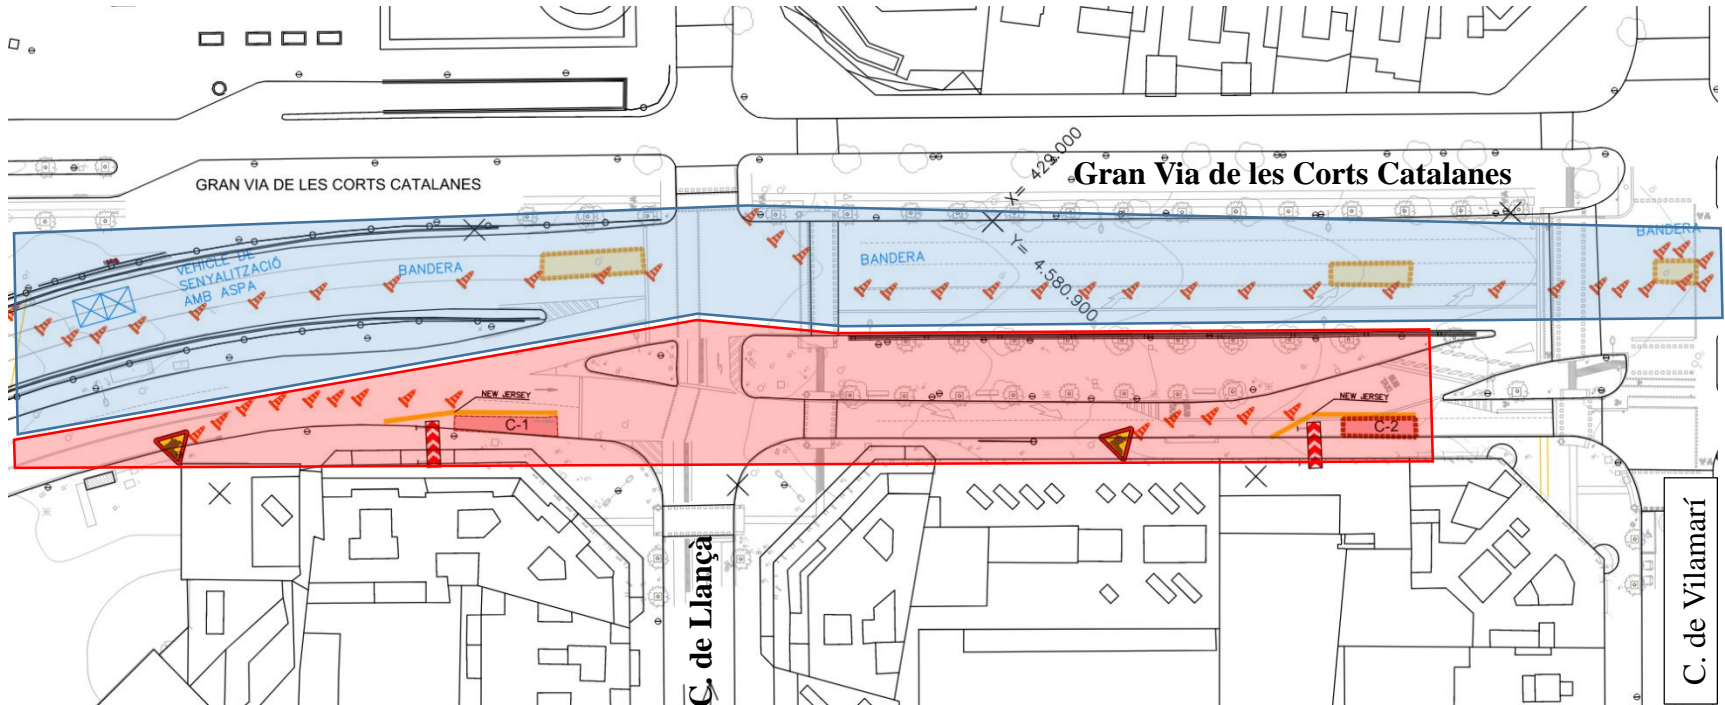 X= 429.000
Gran Via de les Corts Catalanes
GRAN VIA DE LES CORTS CATALANES
BANDERA
Y= 4.580.900
BANDERA
VEHICLE DE
SENYALITZACIÓ
AMB ASPA
BANDERA
NEW JERSEY
C-1
NEW JERSEY
C-2
C. de Llançà
C. de Vilamarí